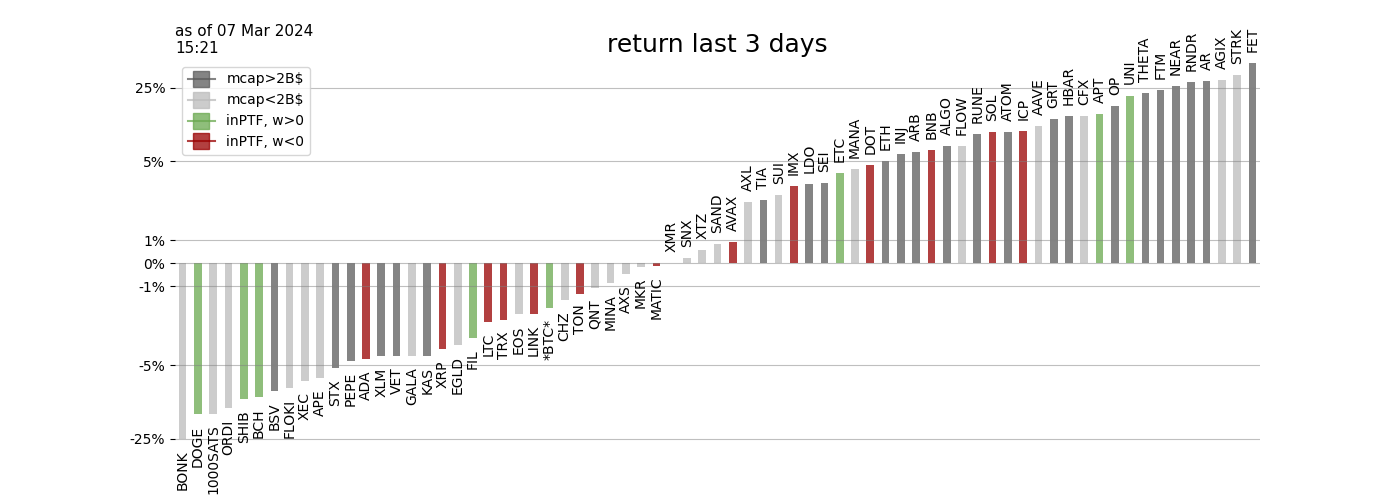 as of 07 Mar 2024
15:21
return last 3 days
mcap>2B$
mcap<2B$
inPTF, w>0
inPTF, w<0
25%
5%
1%
0%
-1%
-5%
-25%
BONK
DOGE
1000SATS
ORDI
SHIB
BCH
BSV
FLOKI
XEC
APE
STX
PEPE
ADA
XLM
VET
GALA
KAS
XRP
EGLD
FIL
LTC
TRX
EOS
LINK
*BTC*
CHZ
TON
QNT
MINA
AXS
MKR
MATIC
XMR
SNX
XTZ
SAND
AVAX
AXL
TIA
SUI
IMX
LDO
SEI
ETC
MANA
DOT
ETH
INJ
ARB
BNB
ALGO
FLOW
RUNE
SOL
ATOM
ICP
AAVE
GRT
HBAR
CFX
APT
OP
UNI
THETA
FTM
NEAR
RNDR
AR
AGIX
STRK
FET